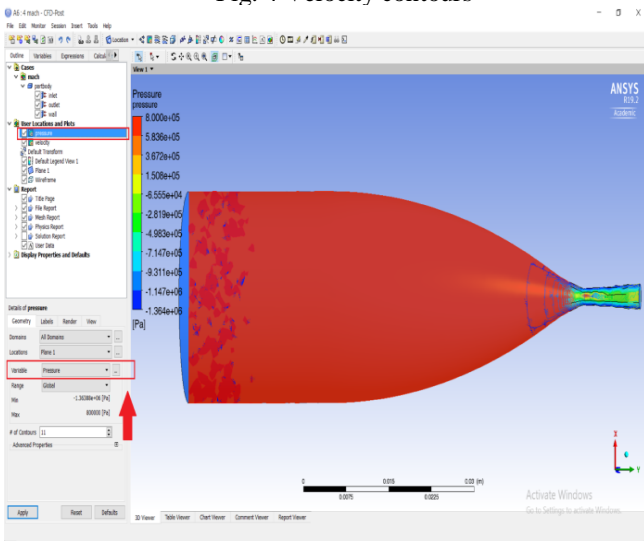 Fig. 4 Velocity contours
A6 : 4 mach - CFD-Post
File Edit Monitor Session Insert Tools Help
Location
Outline Variables Expressions Calcul
Cases
mach
partbody
inlet
outlet
wall
User Locations and Plots
pressure
velocity
Default Transform
Default Legend View 1
Plane 1
Wireframe
Report
Title Page
File Report
Mesh Report
Physics Report
Solution Report
User Data
Display Properties and Defaults
Details of pressure
Geometry Labels Render View
Domains All Domains
Locations Plane 1
Variable Pressure
Range Global
Min -1.36388e+06 [Pa]
Max 800000 [Pa]
# of Contours 11
Advanced Properties
Apply Reset Defaults
View 1
Pressure
pressure
8.000e+05
5.836e+05
3.672e+05
1.508e+05
-6.555e+04
-2.819e+05
-4.983e+05
-7.147e+05
-9.311e+05
-1.147e+06
-1.364e+06
[Pa]
ANSYS
R19.2
Academic
0 0.015 0.03 (m)
0.0075 0.0225
X
Y
Activate Windows
Go to Settings to activate Windows.
3D Viewer Table Viewer Chart Viewer Comment Viewer Report Viewer